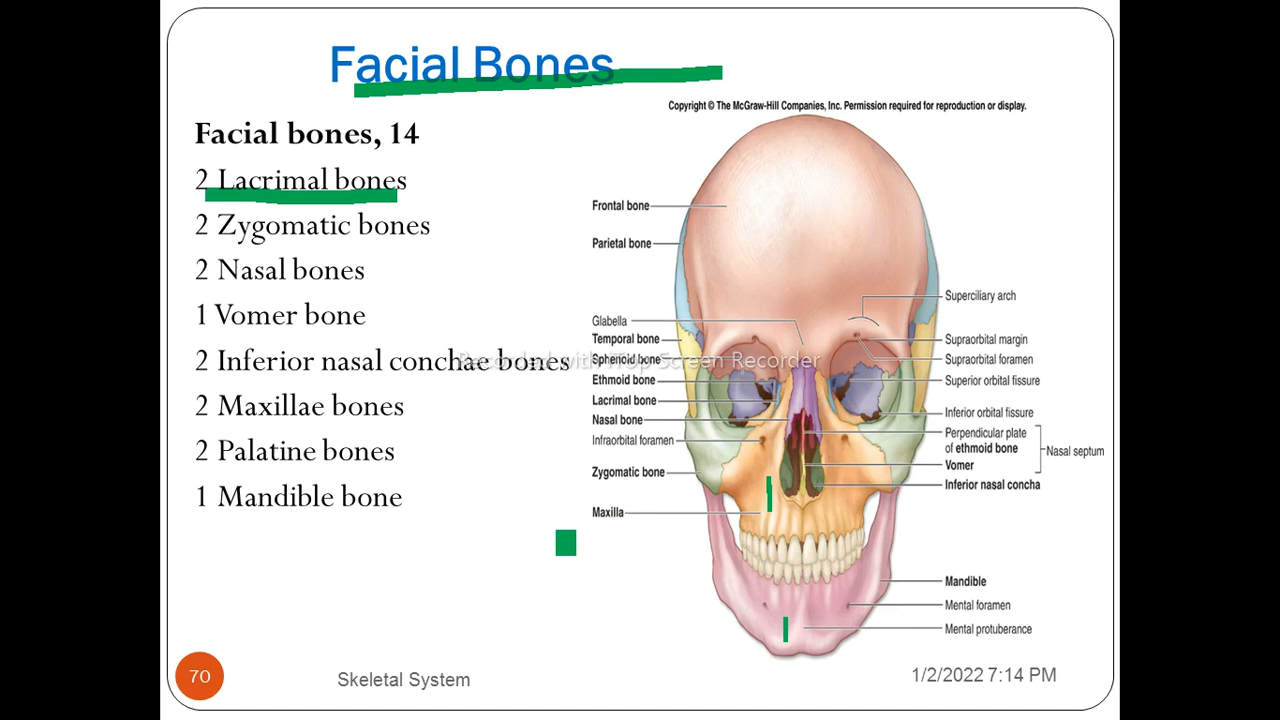 Facial Bones
Copyright © The McGraw-Hill Companies, Inc. Permission required for reproduction or display.
Facial bones, 14
2 Lacrimal bones
2 Zygomatic bones
2 Nasal bones
1 Vomer bone
2 Inferior nasal conchae bones
2 Maxillae bones
2 Palatine bones
1 Mandible bone
Frontal bone
Parietal bone
Glabella
Temporal bone
Sphenoid bone
Ethmoid bone
Lacrimal bone
Nasal bone
Infraorbital foramen
Zygomatic bone
Maxilla
Superciliary arch
Supraorbital margin
Supraorbital foramen
Superior orbital fissure
Inferior orbital fissure
Perpendicular plate
of ethmoid bone
Vomer
Nasal septum
Inferior nasal concha
Mandible
Mental foramen
Mental protuberance
Recorded with iTop Screen Recorder
70
Skeletal System
1/2/2022 7:14 PM